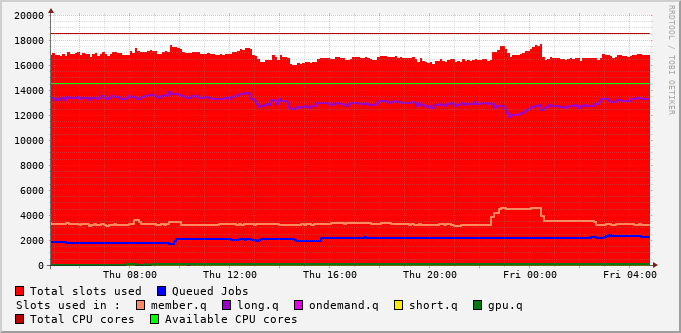 20000
18000
16000
14000
12000
10000
8000
6000
4000
2000
0
Thu 08:00 Thu 12:00 Thu 16:00 Thu 20:00 Fri 00:00 Fri 04:00
Total slots used Queued Jobs
Slots used in : member.q long.q ondemand.q short.q gpu.q
Total CPU cores Available CPU cores
RRDTOOL / TOBI OETIKER